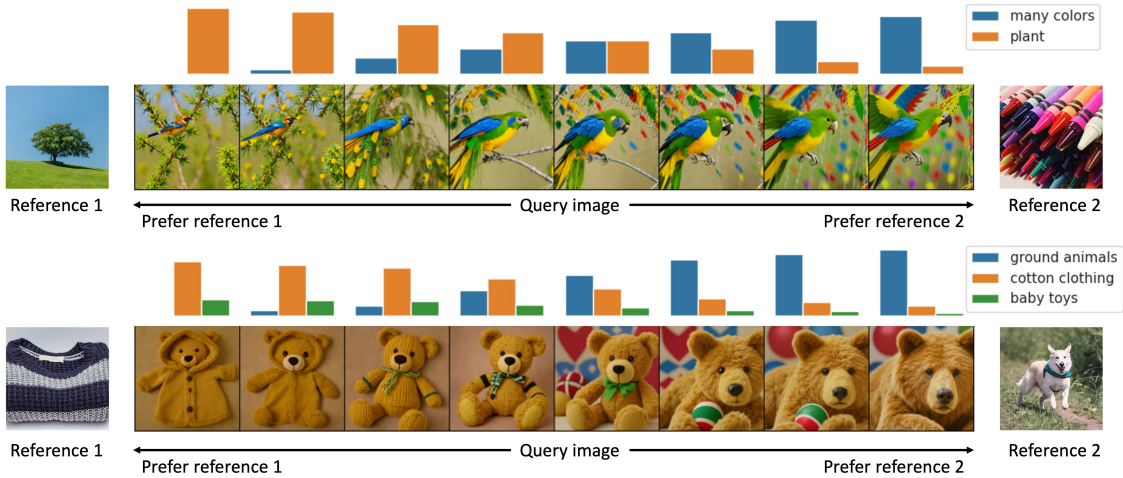 many colors
plant
Reference 1
Query image
Reference 2
Prefer reference 1
Prefer reference 2
ground animals
cotton clothing
baby toys
Reference 1
Query image
Reference 2
Prefer reference 1
Prefer reference 2